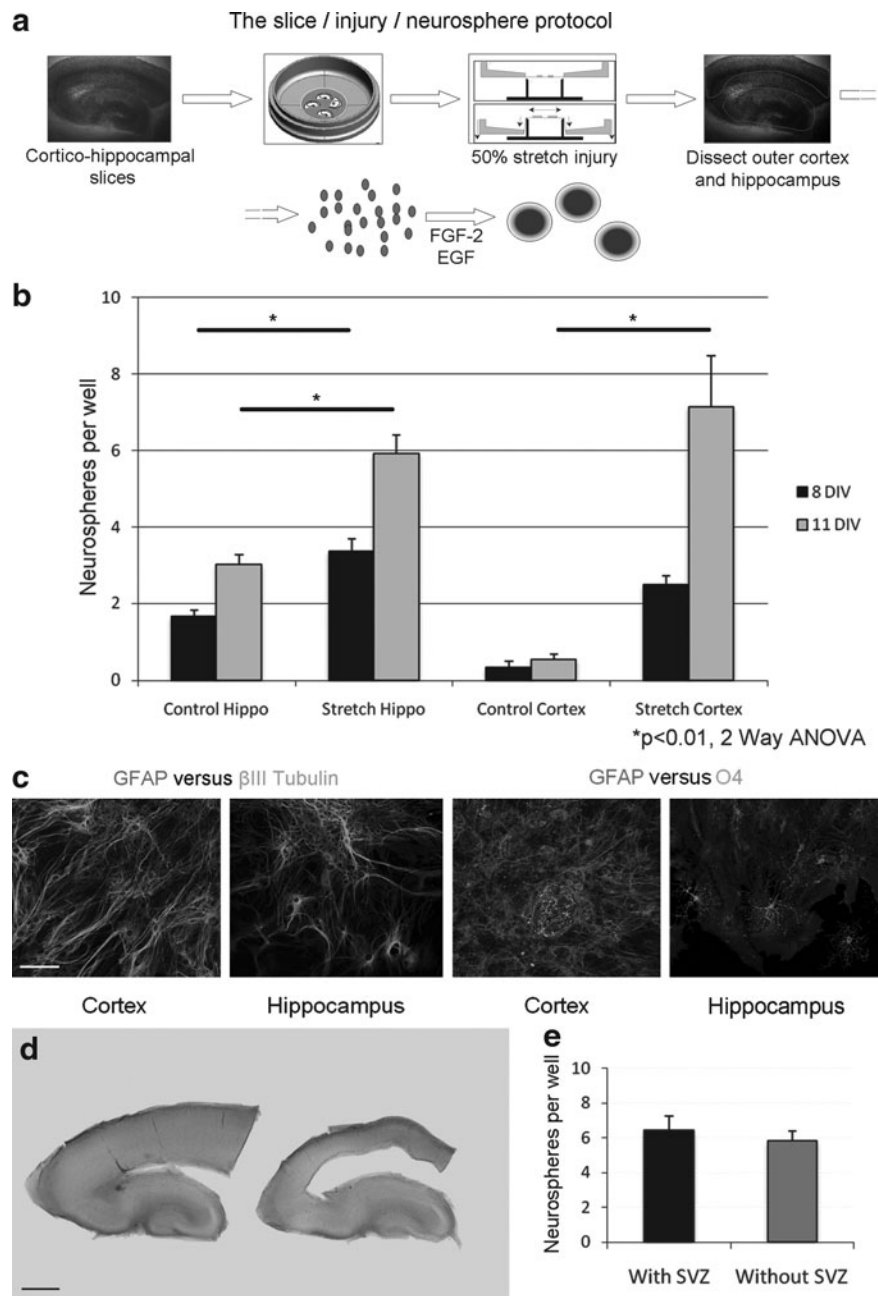 a
The slice / injury / neurosphere protocol
Cortico-hippocampal
slices
50% stretch injury
Dissect outer cortex
and hippocampus
FGF-2
EGF
b
10
8
6
4
2
0
Neurospheres per well
*
*
*
8 DIV
11 DIV
Control Hippo
Stretch Hippo
Control Cortex
Stretch Cortex
*p<0.01, 2 Way ANOVA
c
GFAP versus βIII Tubulin
GFAP versus O4
Cortex
Hippocampus
Cortex
Hippocampus
d
e
Neurospheres per well
10
8
6
4
2
0
With SVZ
Without SVZ